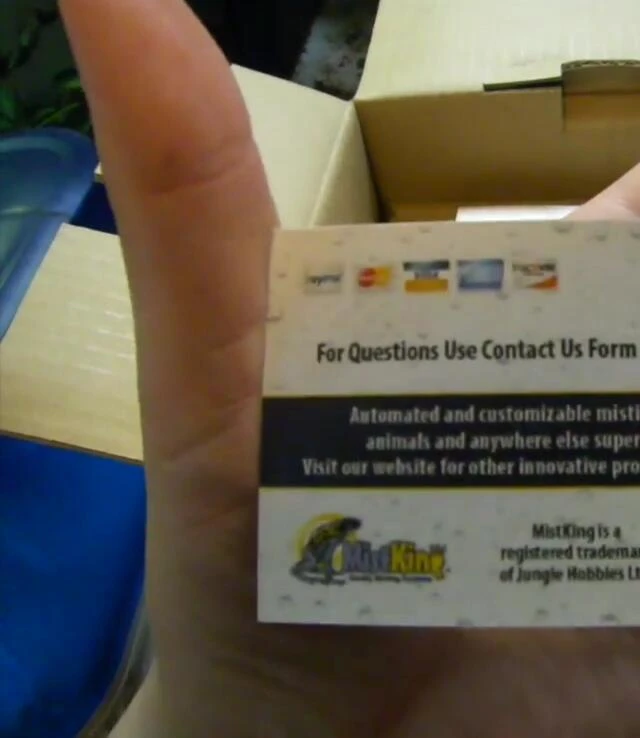 For Questions Use Contact Us Form
Automated and customizable misti
animals and anywhere else super
Visit our website for other innovative pro
MistKing
MistKing is a
registered tradema
of Jungle Hobbies Lt